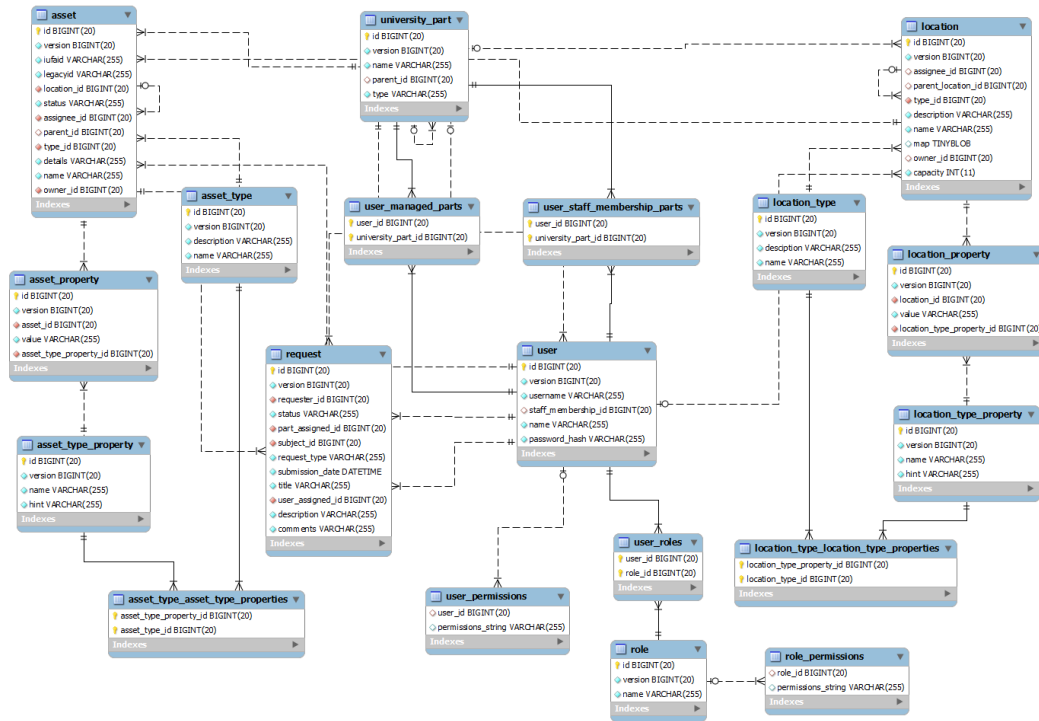 asset
id BIGINT(20)
version BIGINT(20)
iufaid VARCHAR(255)
legacyid VARCHAR(255)
location_id BIGINT(20)
status VARCHAR(255)
assignee_id BIGINT(20)
parent_id BIGINT(20)
type_id BIGINT(20)
details VARCHAR(255)
name VARCHAR(255)
owner_id BIGINT(20)
Indexes
university_part
id BIGINT(20)
version BIGINT(20)
name VARCHAR(255)
parent_id BIGINT(20)
type VARCHAR(255)
Indexes
location
id BIGINT(20)
version BIGINT(20)
assignee_id BIGINT(20)
parent_location_id BIGINT(20)
type_id BIGINT(20)
description VARCHAR(255)
name VARCHAR(255)
map TINYBLOB
owner_id BIGINT(20)
capacity INT(11)
Indexes
asset_type
id BIGINT(20)
version BIGINT(20)
description VARCHAR(255)
name VARCHAR(255)
Indexes
user_managed_parts
user_id BIGINT(20)
university_part_id BIGINT(20)
Indexes
user_staff_membership_parts
user_id BIGINT(20)
university_part_id BIGINT(20)
Indexes
location_type
id BIGINT(20)
version BIGINT(20)
desciption VARCHAR(255)
name VARCHAR(255)
Indexes
asset_property
id BIGINT(20)
version BIGINT(20)
asset_id BIGINT(20)
value VARCHAR(255)
asset_type_property_id BIGINT(20)
Indexes
location_property
id BIGINT(20)
version BIGINT(20)
location_id BIGINT(20)
value VARCHAR(255)
location_type_property_id BIGINT(20)
Indexes
request
id BIGINT(20)
version BIGINT(20)
requester_id BIGINT(20)
status VARCHAR(255)
part_assigned_id BIGINT(20)
subject_id BIGINT(20)
request_type VARCHAR(255)
submission_date DATETIME
title VARCHAR(255)
user_assigned_id BIGINT(20)
description VARCHAR(255)
comments VARCHAR(255)
Indexes
user
id BIGINT(20)
version BIGINT(20)
username VARCHAR(255)
staff_membership_id BIGINT(20)
name VARCHAR(255)
password_hash VARCHAR(255)
Indexes
asset_type_property
id BIGINT(20)
version BIGINT(20)
name VARCHAR(255)
hint VARCHAR(255)
Indexes
location_type_property
id BIGINT(20)
version BIGINT(20)
name VARCHAR(255)
hint VARCHAR(255)
Indexes
asset_type_asset_type_properties
asset_type_property_id BIGINT(20)
asset_type_id BIGINT(20)
Indexes
user_permissions
user_id BIGINT(20)
permissions_string VARCHAR(255)
Indexes
user_roles
user_id BIGINT(20)
role_id BIGINT(20)
Indexes
location_type_location_type_properties
location_type_property_id BIGINT(20)
location_type_id BIGINT(20)
Indexes
role
id BIGINT(20)
version BIGINT(20)
name VARCHAR(255)
Indexes
role_permissions
role_id BIGINT(20)
permissions_string VARCHAR(255)
Indexes